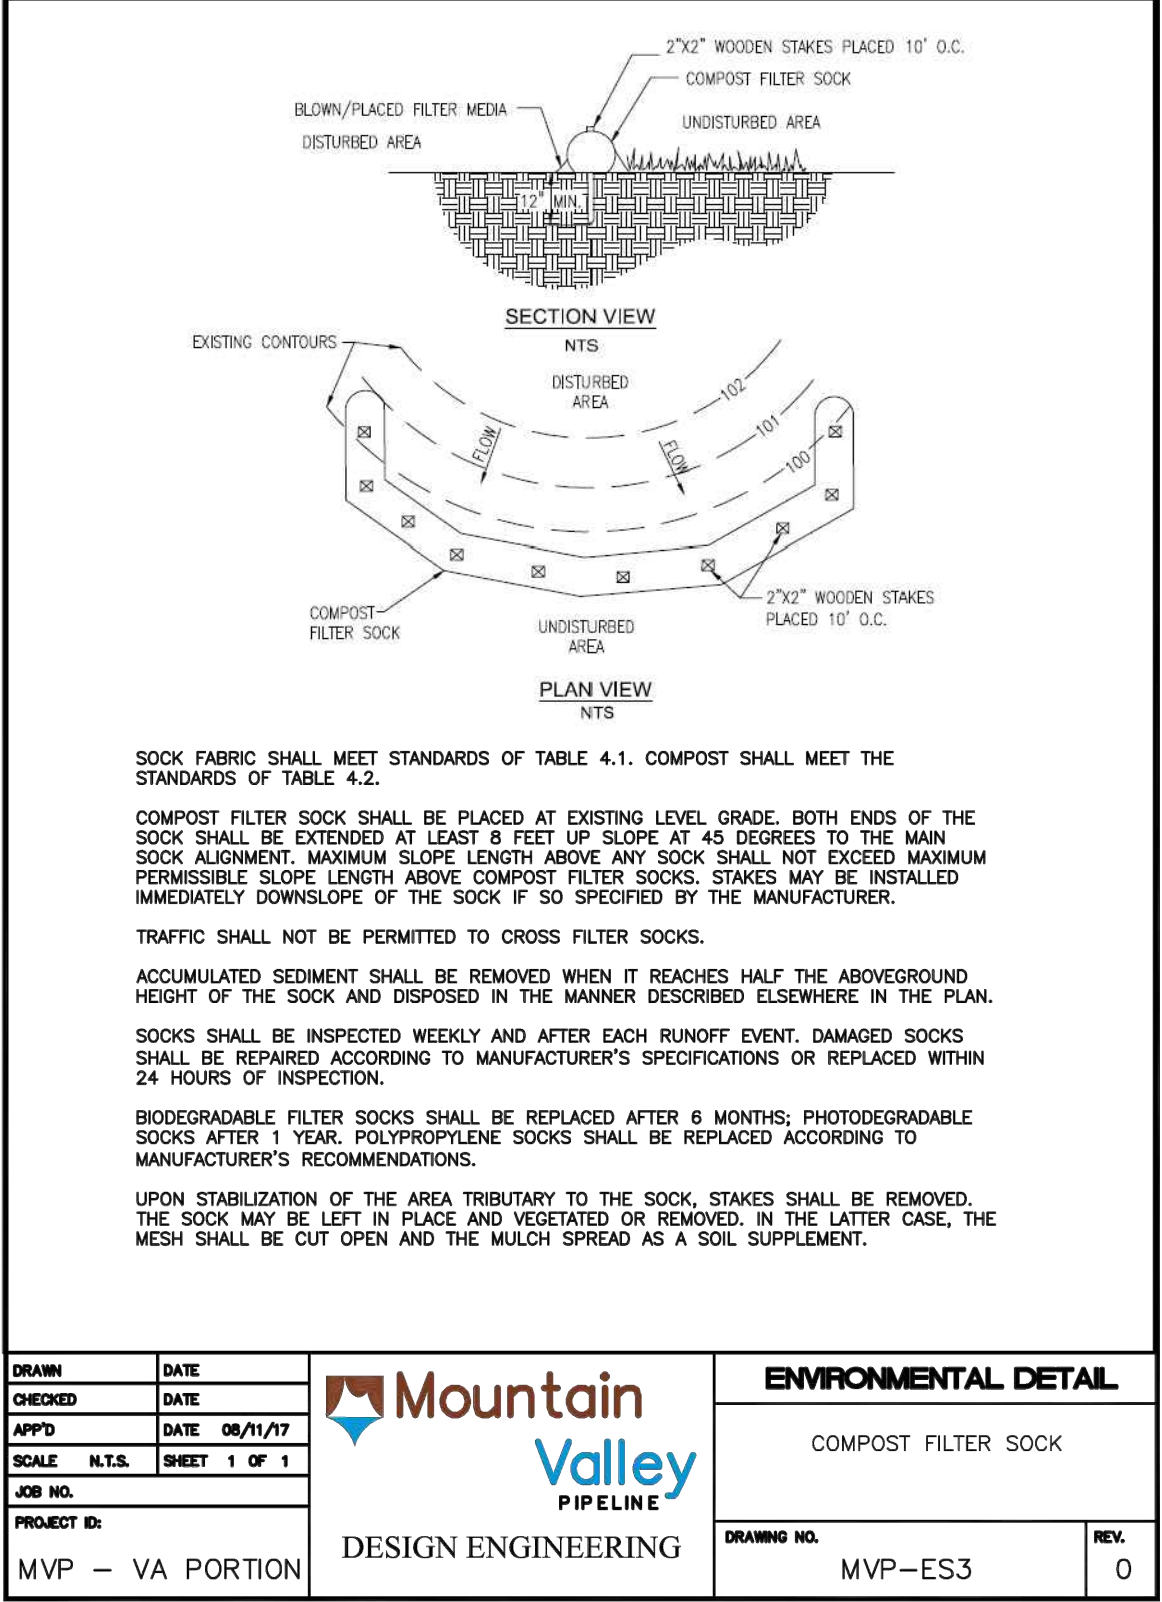 2"X2" WOODEN STAKES PLACED 10' O.C.
COMPOST FILTER SOCK
BLOWN/PLACED FILTER MEDIA
UNDISTURBED AREA
DISTURBED AREA
12" MIN.
SECTION VIEW
NTS
EXISTING CONTOURS
DISTURBED
AREA
102
101
100
FLOW
FLOW
2"X2" WOODEN STAKES
PLACED 10' O.C.
COMPOST
FILTER SOCK
UNDISTURBED
AREA
PLAN VIEW
NTS
SOCK FABRIC SHALL MEET STANDARDS OF TABLE 4.1. COMPOST SHALL MEET THE
STANDARDS OF TABLE 4.2.
COMPOST FILTER SOCK SHALL BE PLACED AT EXISTING LEVEL GRADE. BOTH ENDS OF THE
SOCK SHALL BE EXTENDED AT LEAST 8 FEET UP SLOPE AT 45 DEGREES TO THE MAIN
SOCK ALIGNMENT. MAXIMUM SLOPE LENGTH ABOVE ANY SOCK SHALL NOT EXCEED MAXIMUM
PERMISSIBLE SLOPE LENGTH ABOVE COMPOST FILTER SOCKS. STAKES MAY BE INSTALLED
IMMEDIATELY DOWNSLOPE OF THE SOCK IF SO SPECIFIED BY THE MANUFACTURER.
TRAFFIC SHALL NOT BE PERMITTED TO CROSS FILTER SOCKS.
ACCUMULATED SEDIMENT SHALL BE REMOVED WHEN IT REACHES HALF THE ABOVEGROUND
HEIGHT OF THE SOCK AND DISPOSED IN THE MANNER DESCRIBED ELSEWHERE IN THE PLAN.
SOCKS SHALL BE INSPECTED WEEKLY AND AFTER EACH RUNOFF EVENT. DAMAGED SOCKS
SHALL BE REPAIRED ACCORDING TO MANUFACTURER'S SPECIFICATIONS OR REPLACED WITHIN
24 HOURS OF INSPECTION.
BIODEGRADABLE FILTER SOCKS SHALL BE REPLACED AFTER 6 MONTHS; PHOTODEGRADABLE
SOCKS AFTER 1 YEAR. POLYPROPYLENE SOCKS SHALL BE REPLACED ACCORDING TO
MANUFACTURER'S RECOMMENDATIONS.
UPON STABILIZATION OF THE AREA TRIBUTARY TO THE SOCK, STAKES SHALL BE REMOVED.
THE SOCK MAY BE LEFT IN PLACE AND VEGETATED OR REMOVED. IN THE LATTER CASE, THE
MESH SHALL BE CUT OPEN AND THE MULCH SPREAD AS A SOIL SUPPLEMENT.
DRAWN DATE
CHECKED DATE
APP'D DATE 08/11/17
SCALE N.T.S. SHEET 1 OF 1
JOB NO.
PROJECT ID:
MVP - VA PORTION
Mountain
Valley
PIPELINE
DESIGN ENGINEERING
ENVIRONMENTAL DETAIL
COMPOST FILTER SOCK
DRAWING NO.
MVP-ES3
REV.
0